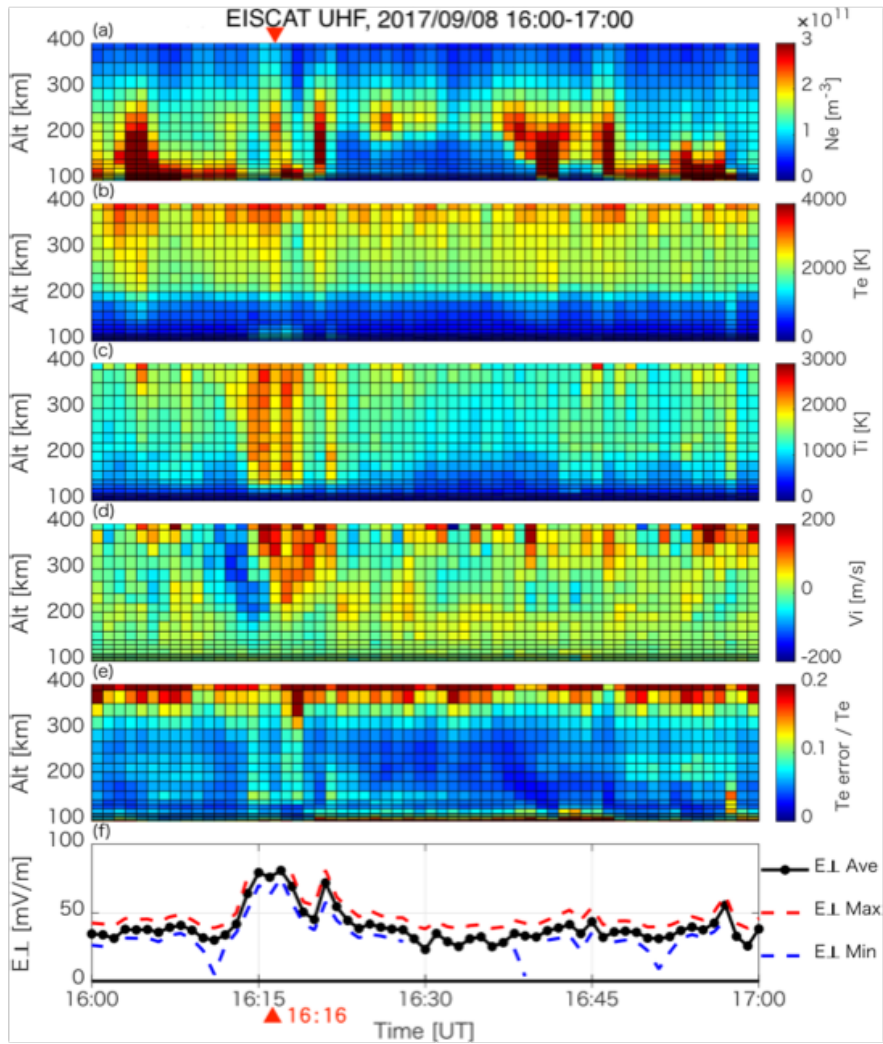 EISCAT UHF, 2017/09/08 16:00-17:00
×10¹¹
(a)
400
300
200
100
Alt [km]
3
2
1
0
Ne [m⁻³]
(b)
400
300
200
100
Alt [km]
4000
2000
0
Te [K]
(c)
400
300
200
100
Alt [km]
3000
2000
1000
0
Ti [K]
(d)
400
300
200
100
Alt [km]
200
0
-200
Vi [m/s]
(e)
400
300
200
100
Alt [km]
0.2
0.1
0
Te error / Te
(f)
100
50
0
E⊥ [mV/m]
E⊥ Ave
E⊥ Max
E⊥ Min
16:00 16:15 16:30 16:45 17:00
16:16
Time [UT]